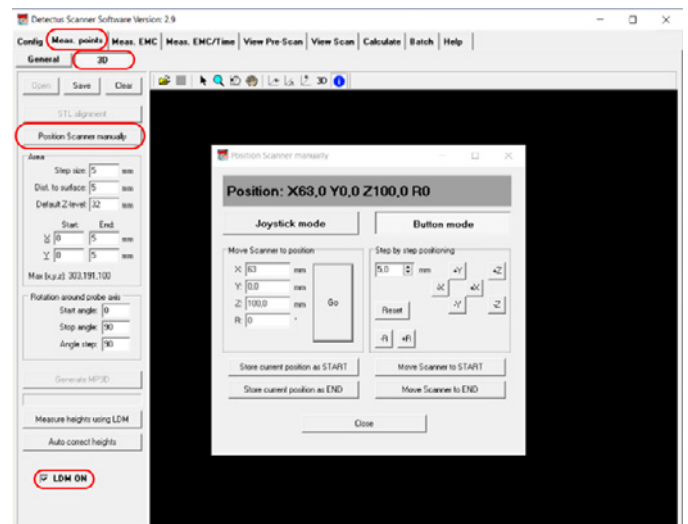 Detectus Scanner Software Version: 2.9
Config Meas. points Meas. EMC Meas. EMC/Time View Pre-Scan View Scan Calculate Batch Help
General 3D
Open Save Clear
3D
STL alignment
Position Scanner manually
Area
Step size: 5 mm
Dist. to surface: 5 mm
Default Z-level: 32 mm
Start: End:
X 0 5 mm
Y 0 5 mm
Max (x,y,z): 303,191,100
Rotation around probe axis
Start angle: 0
Stop angle: 90
Angle step: 90
Generate MP3D
Measure heights using LDM
Auto correct heights
LDM ON
Position Scanner manually
Position: X63,0 Y0,0 Z100,0 R0
Joystick mode Button mode
Move Scanner to position
X: 63 mm
Y: 0,0 mm
Z: 100,0 mm
R: 0 °
Go
Step by step positioning
5,0 mm
+Y +Z
-X +X
Reset -Y -Z
-R +R
Store current position as START Move Scanner to START
Store current position as END Move Scanner to END
Close